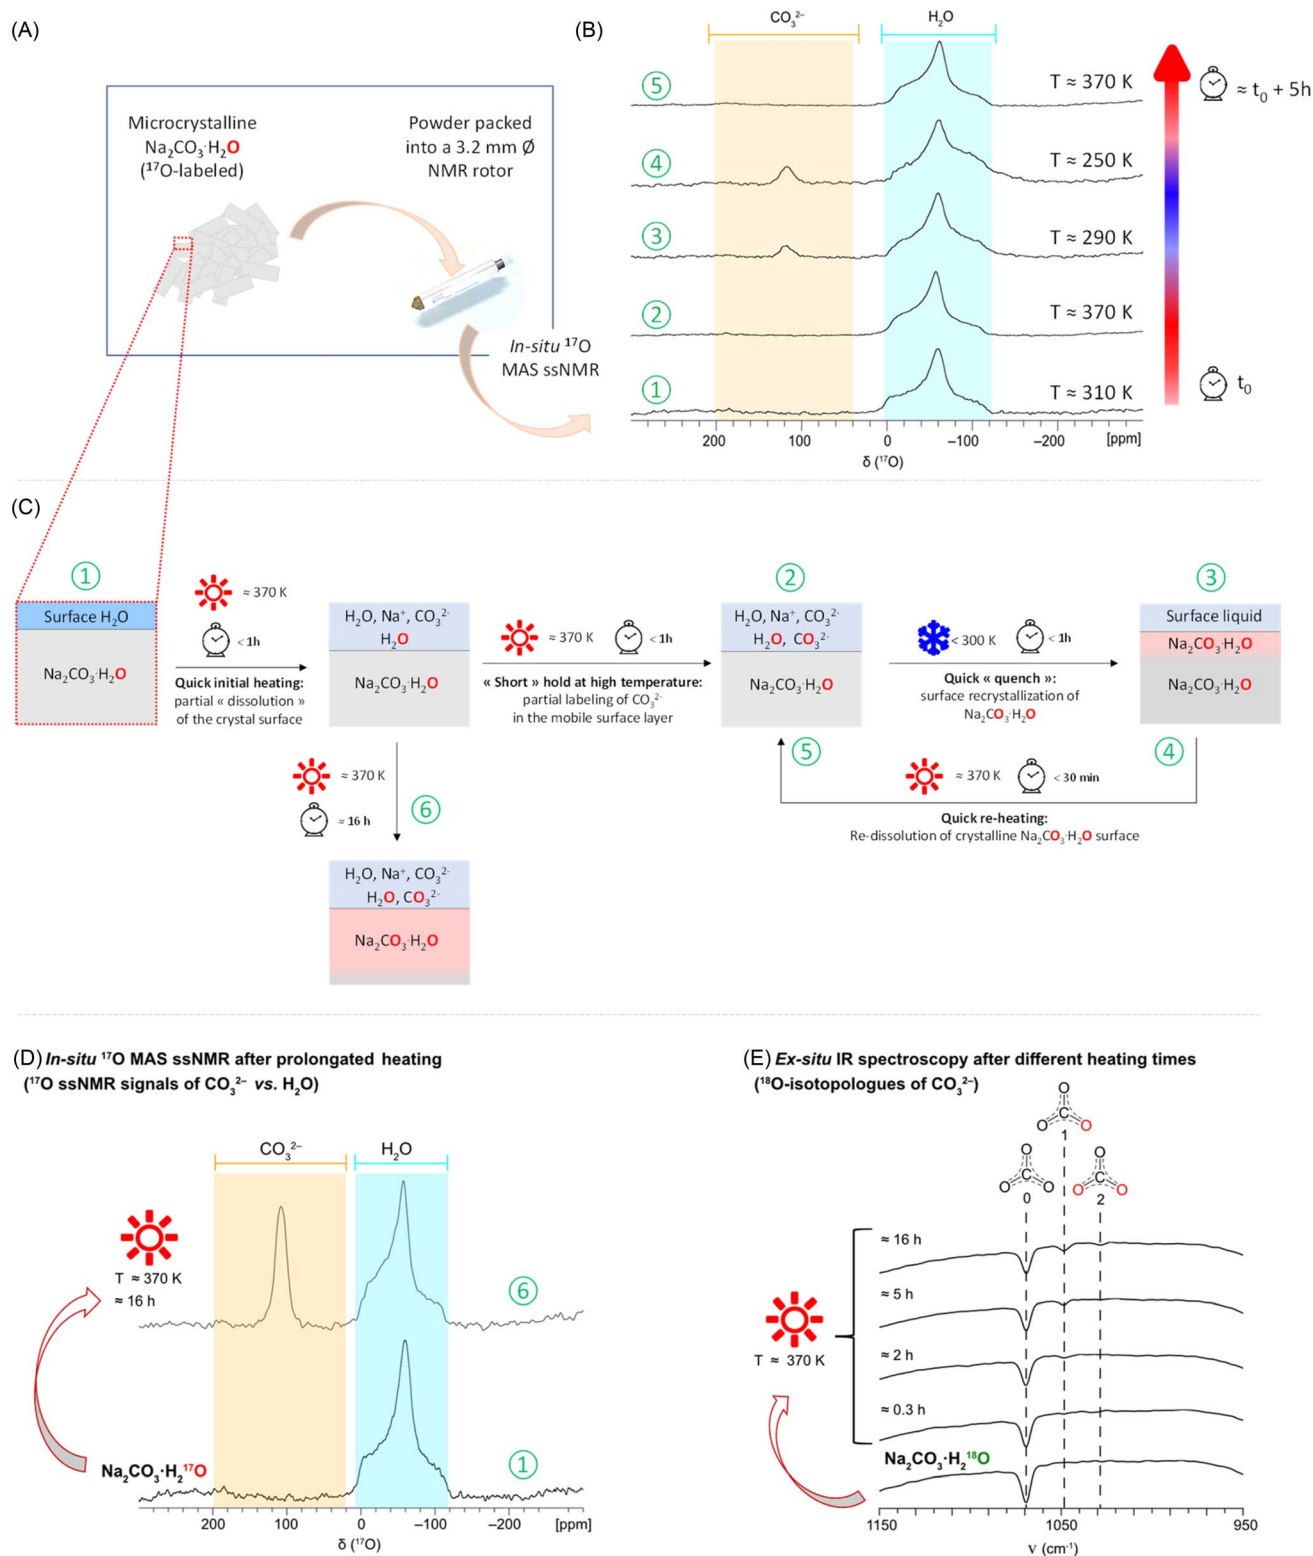 (A)
Microcrystalline
Na₂CO₃·H₂O
(¹⁷O-labeled)
Powder packed
into a 3.2 mm Ø
NMR rotor
In-situ ¹⁷O
MAS ssNMR
(B)
CO₃²⁻
H₂O
⑤
T ≈ 370 K
≈ t₀ + 5h
④
T ≈ 250 K
③
T ≈ 290 K
②
T ≈ 370 K
①
T ≈ 310 K
t₀
200 100 0 −100 −200 [ppm]
δ (¹⁷O)
(C)
①
Surface H₂O
Na₂CO₃·H₂O
≈ 370 K
< 1h
Quick initial heating:
partial « dissolution »
of the crystal surface
H₂O, Na⁺, CO₃²⁻
H₂O
Na₂CO₃·H₂O
≈ 370 K
< 1h
« Short » hold at high temperature:
partial labeling of CO₃²⁻
in the mobile surface layer
②
H₂O, Na⁺, CO₃²⁻
H₂O, CO₃²⁻
Na₂CO₃·H₂O
< 300 K
< 1h
Quick « quench »:
surface recrystallization of
Na₂CO₃·H₂O
③
Surface liquid
Na₂CO₃·H₂O
Na₂CO₃·H₂O
⑤
④
≈ 370 K
< 30 min
Quick re-heating:
Re-dissolution of crystalline Na₂CO₃·H₂O surface
≈ 370 K
≈ 16 h
⑥
H₂O, Na⁺, CO₃²⁻
H₂O, CO₃²⁻
Na₂CO₃·H₂O
(D) In-situ ¹⁷O MAS ssNMR after prolongated heating
(¹⁷O ssNMR signals of CO₃²⁻ vs. H₂O)
CO₃²⁻
H₂O
T ≈ 370 K
≈ 16 h
⑥
Na₂CO₃·H₂¹⁷O
①
200 100 0 −100 −200 [ppm]
δ (¹⁷O)
(E) Ex-situ IR spectroscopy after different heating times
(¹⁸O-isotopologues of CO₃²⁻)
O
C
O O
1
O
C
O O
0
O
C
O O
2
≈ 16 h
≈ 5 h
≈ 2 h
≈ 0.3 h
T ≈ 370 K
Na₂CO₃·H₂¹⁸O
1150 1050 950
ν (cm⁻¹)